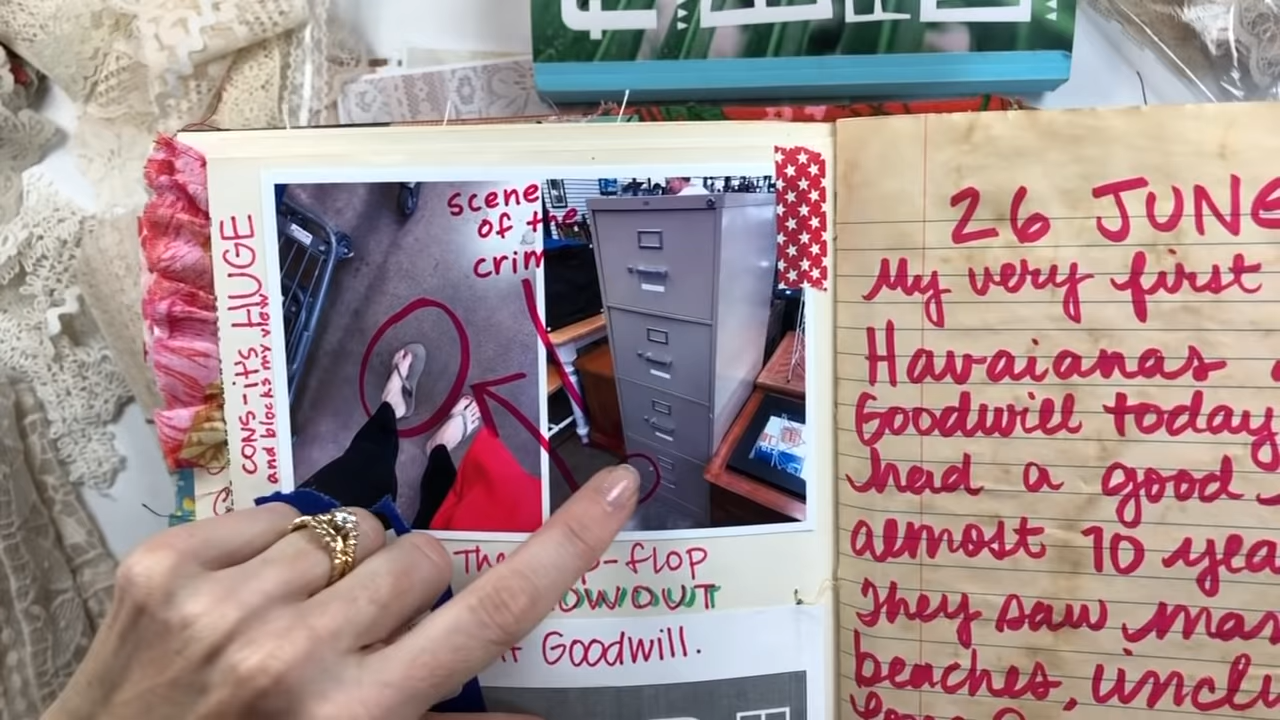 CONS-it's HUGE
and blocks my view
scene
of the
crim
The flop
OWOUT
Goodwill.
26 JUNE
My very first
Havaianas
Goodwill today
had a good
almost 10 yea
They saw man
beaches, inclu